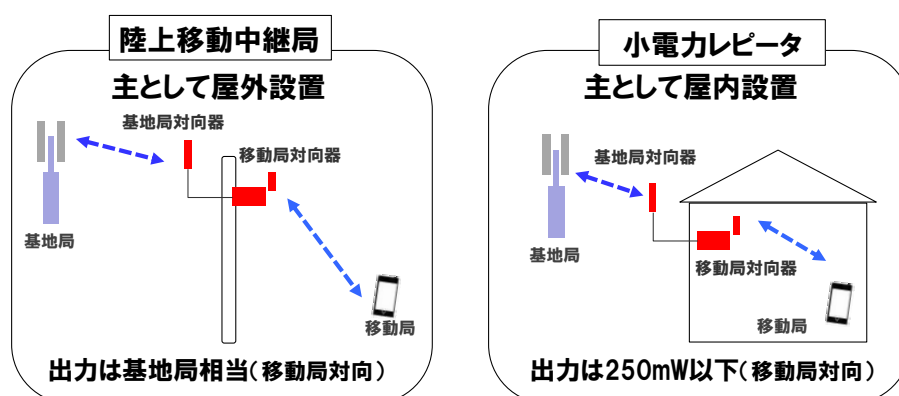 陸上移動中継局
主として屋外設置
基地局対向器
移動局対向器
基地局
移動局
出力は基地局相当(移動局対向)
小電力レピータ
主として屋内設置
基地局対向器
基地局
移動局対向器
移動局
出力は250mW以下(移動局対向)